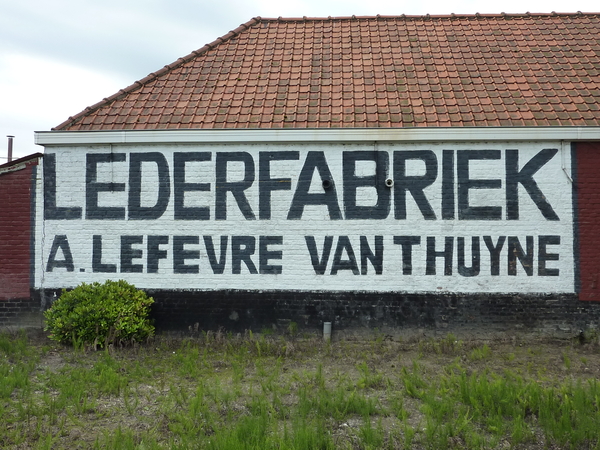 LEDERFABRIEK
A. LEFEVRE VAN THUYNE